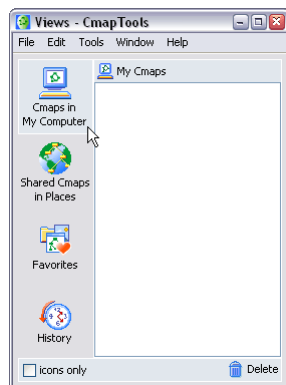 Views - CmapTools
File Edit Tools Window Help
My Cmaps
Cmaps in
My Computer
Shared Cmaps
in Places
Favorites
History
icons only
Delete